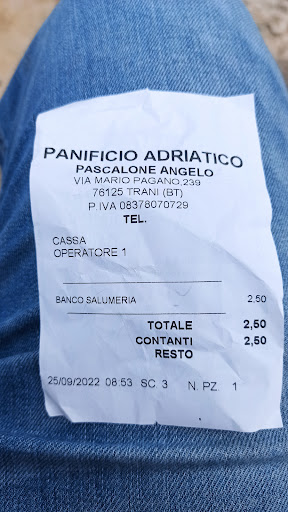 PANIFICIO ADRIATICO
PASCALONE ANGELO
VIA MARIO PAGANO,239
76125 TRANI (BT)
P.IVA 08378070729
TEL.
CASSA
OPERATORE 1
BANCO SALUMERIA 2.50
TOTALE 2,50
CONTANTI 2,50
RESTO
25/09/2022 08:53 SC. 3 N. PZ. 1